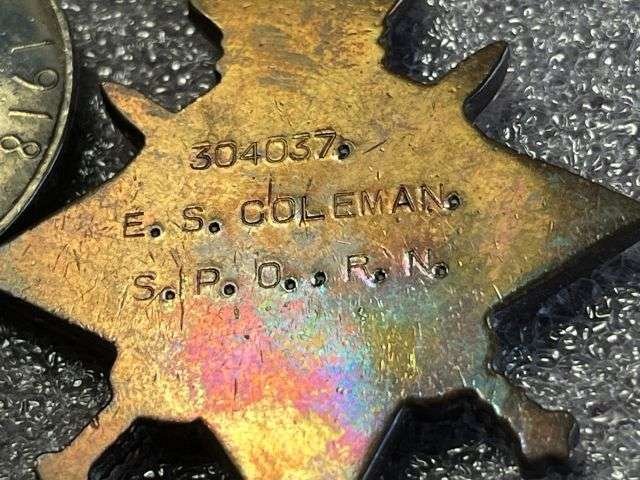 1918
304037.
E. S. COLEMAN.
S. P. O., R. N.